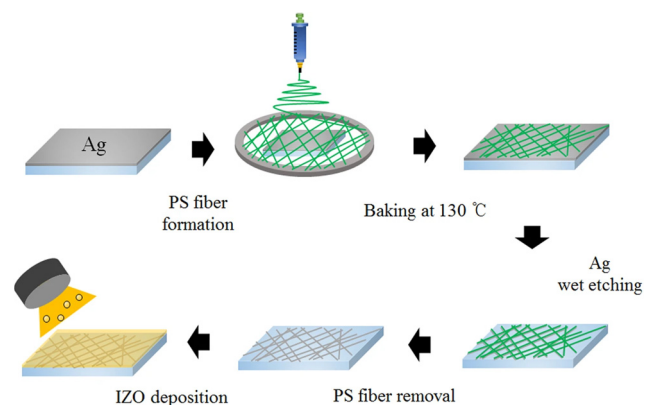 Ag
PS fiber
formation
Baking at 130 ℃
Ag
wet etching
PS fiber removal
IZO deposition